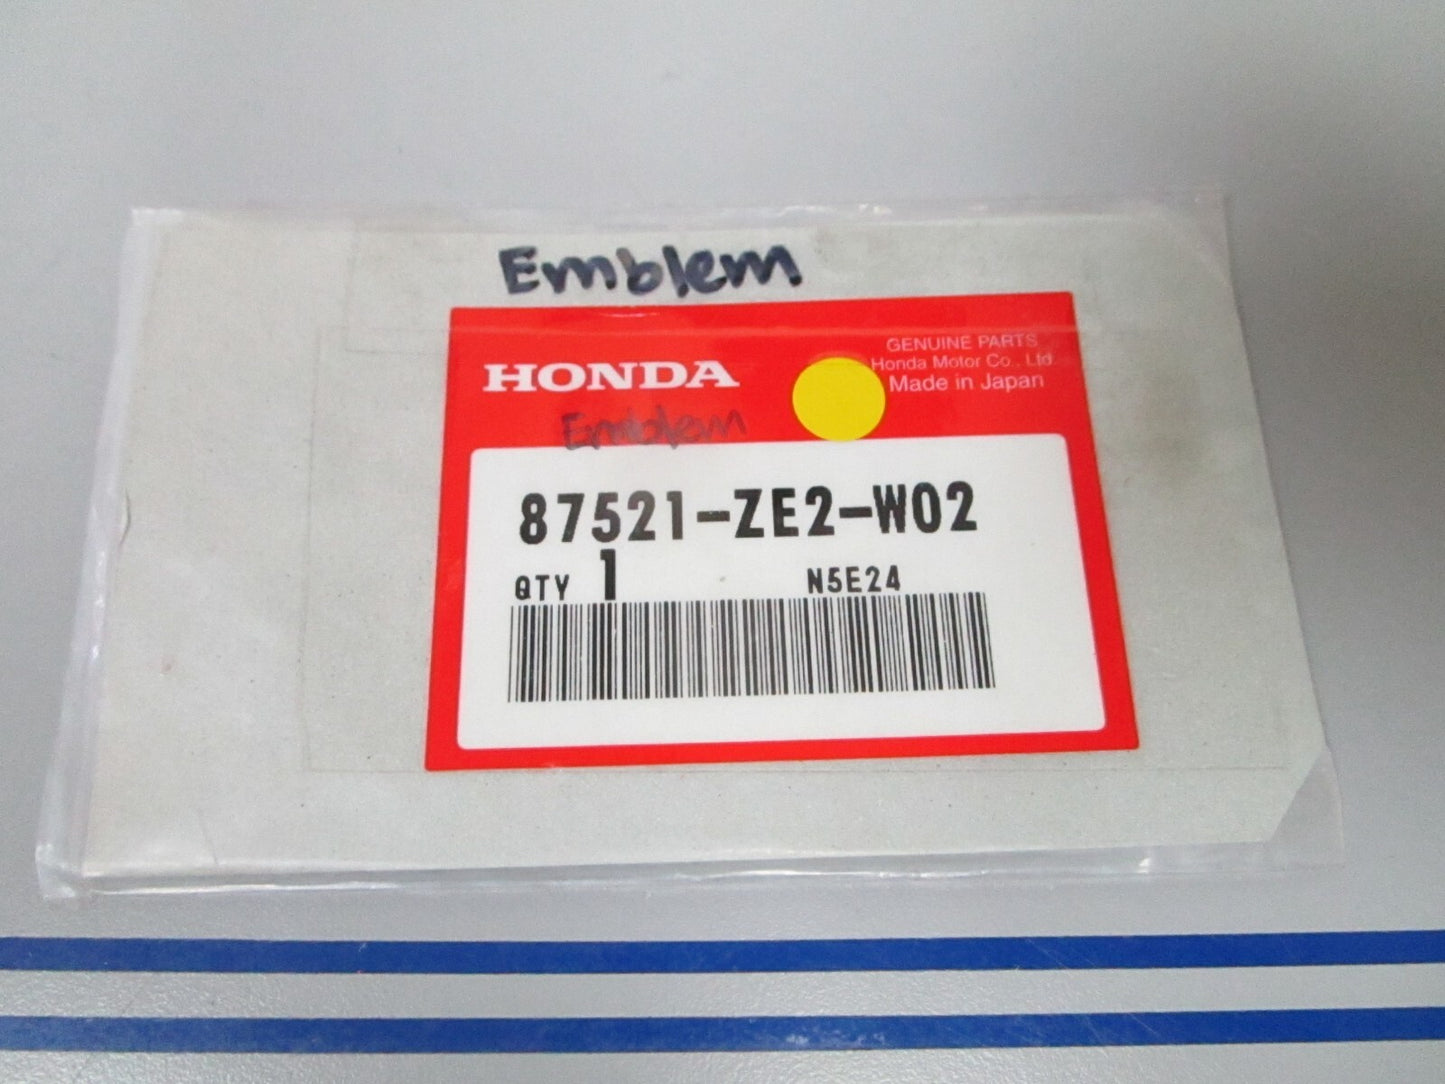 Emblem
HONDA
GENUINE PARTS
Honda Motor Co., Ltd.
Made in Japan
Emblem
87521-ZE2-W02
QTY 1 N5E24